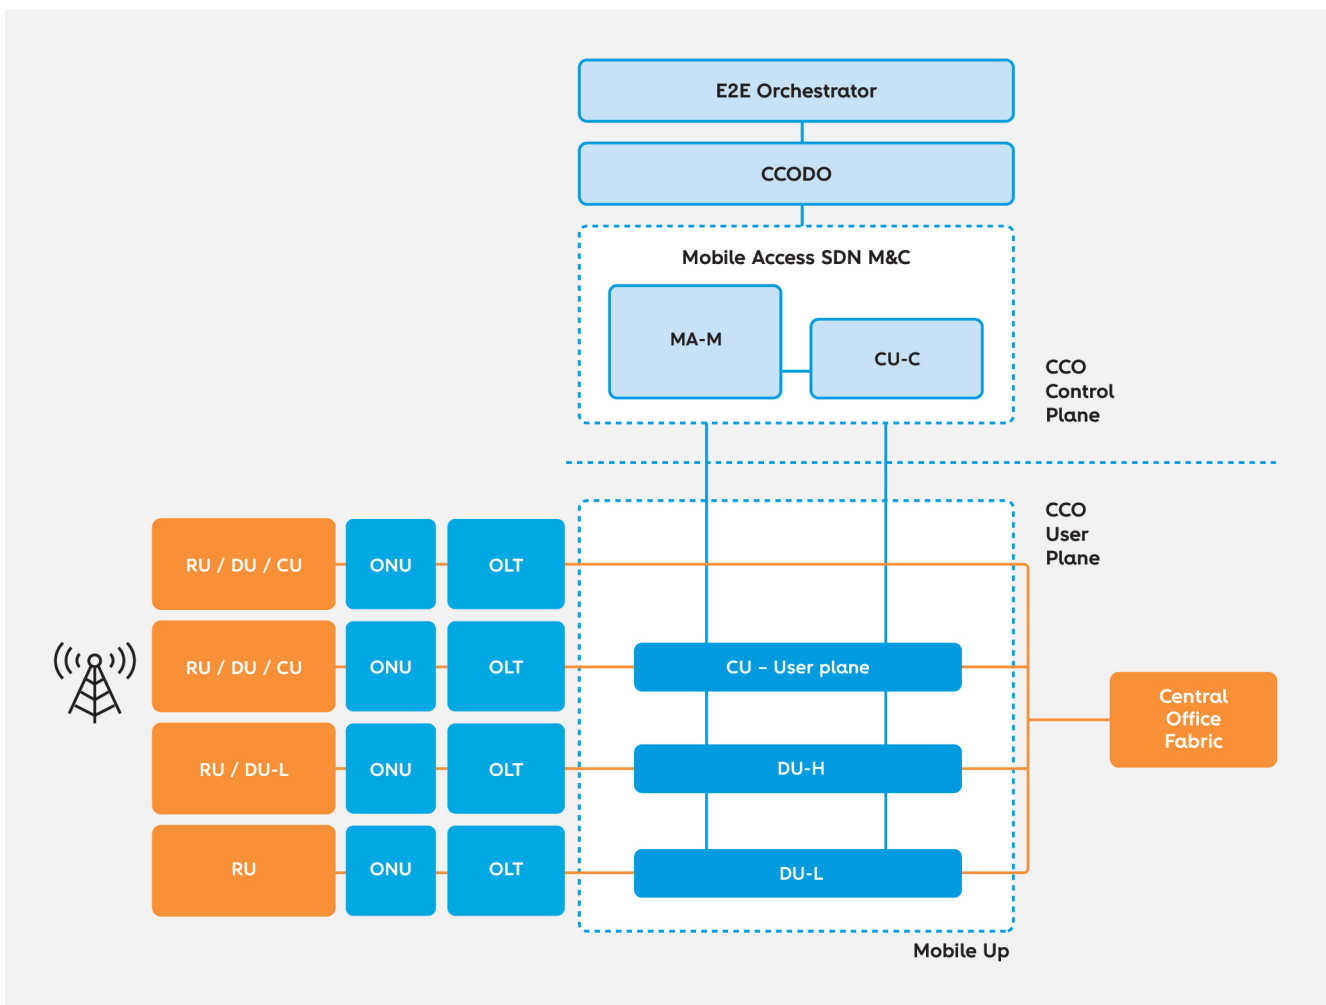 E2E Orchestrator
CCODO
Mobile Access SDN M&C
MA-M
CU-C
CCO
Control
Plane
CCO
User
Plane
RU / DU / CU
ONU
OLT
RU / DU / CU
ONU
OLT
CU – User plane
RU / DU-L
ONU
OLT
DU-H
RU
ONU
OLT
DU-L
Central
Office
Fabric
Mobile Up